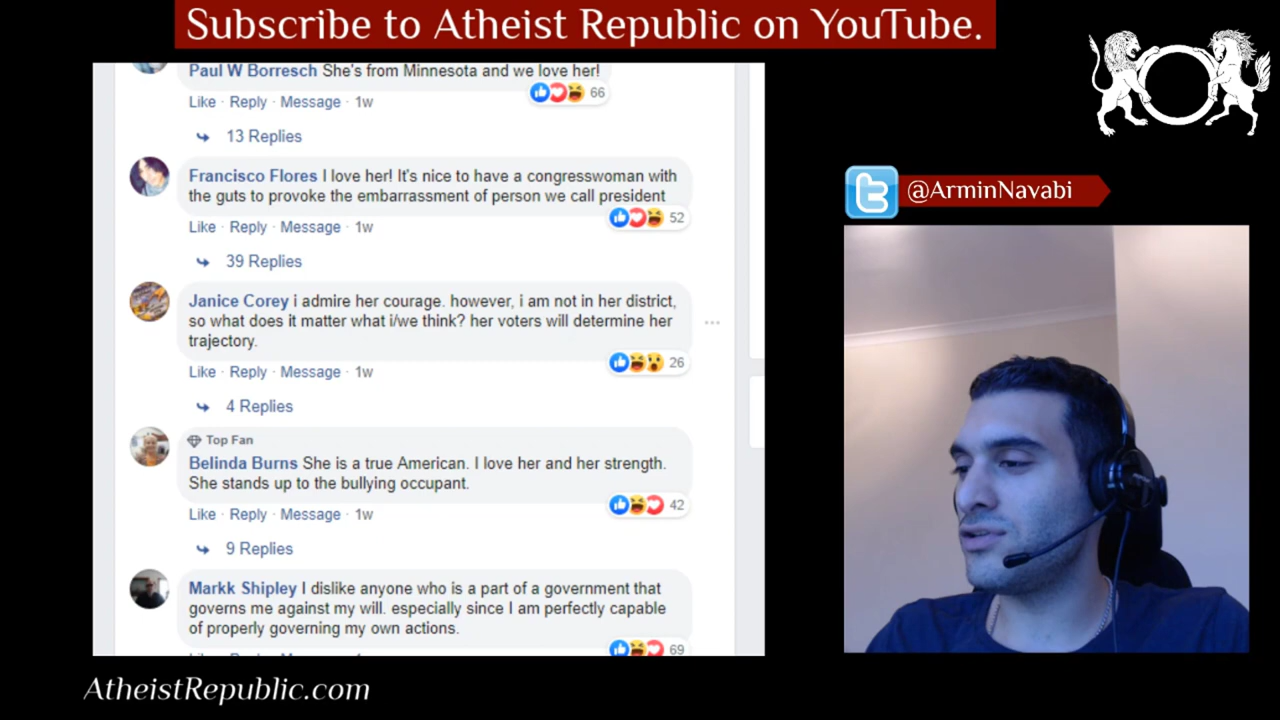 Subscribe to Atheist Republic on YouTube.
Paul W Borresch She's from Minnesota and we love her!
66
Like · Reply · Message · 1w
13 Replies
Francisco Flores I love her! It's nice to have a congresswoman with
the guts to provoke the embarrassment of person we call president
52
Like · Reply · Message · 1w
39 Replies
Janice Corey i admire her courage. however, i am not in her district,
so what does it matter what i/we think? her voters will determine her
trajectory.
26
Like · Reply · Message · 1w
4 Replies
Top Fan
Belinda Burns She is a true American. I love her and her strength.
She stands up to the bullying occupant.
42
Like · Reply · Message · 1w
9 Replies
Markk Shipley I dislike anyone who is a part of a government that
governs me against my will. especially since I am perfectly capable
of properly governing my own actions.
69
@ArminNavabi
AtheistRepublic.com